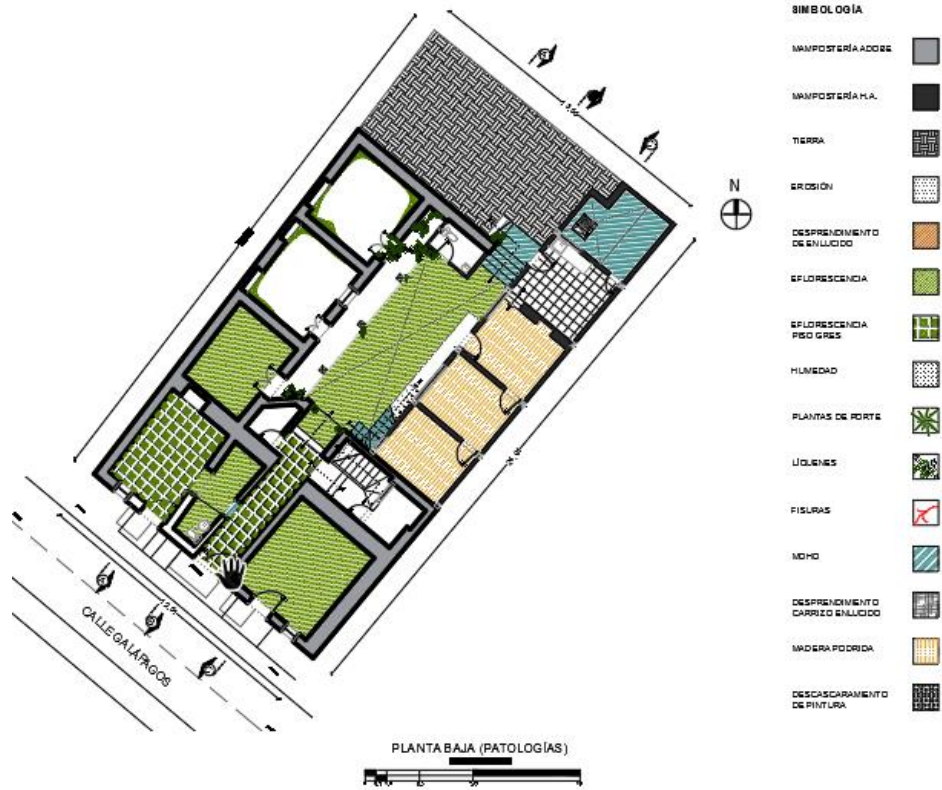 SIMBOLOGÍA
MAMPOSTERÍA ADOBE
MAMPOSTERÍA H.A.
TIERRA
EROSIÓN
DESPRENDIMIENTO
DE ENLUCIDO
EFLORESCENCIA
EFLORESCENCIA
PISO GRES
HUMEDAD
PLANTAS DE PORTE
LÍQUENES
FISURAS
MOHO
DESPRENDIMIENTO
CARRIZO ENLUCIDO
MADERA PODRIDA
DESCASCARAMIENTO
DE PINTURA
N
CALLE GALÁPAGOS
PLANTA BAJA (PATOLOGÍAS)